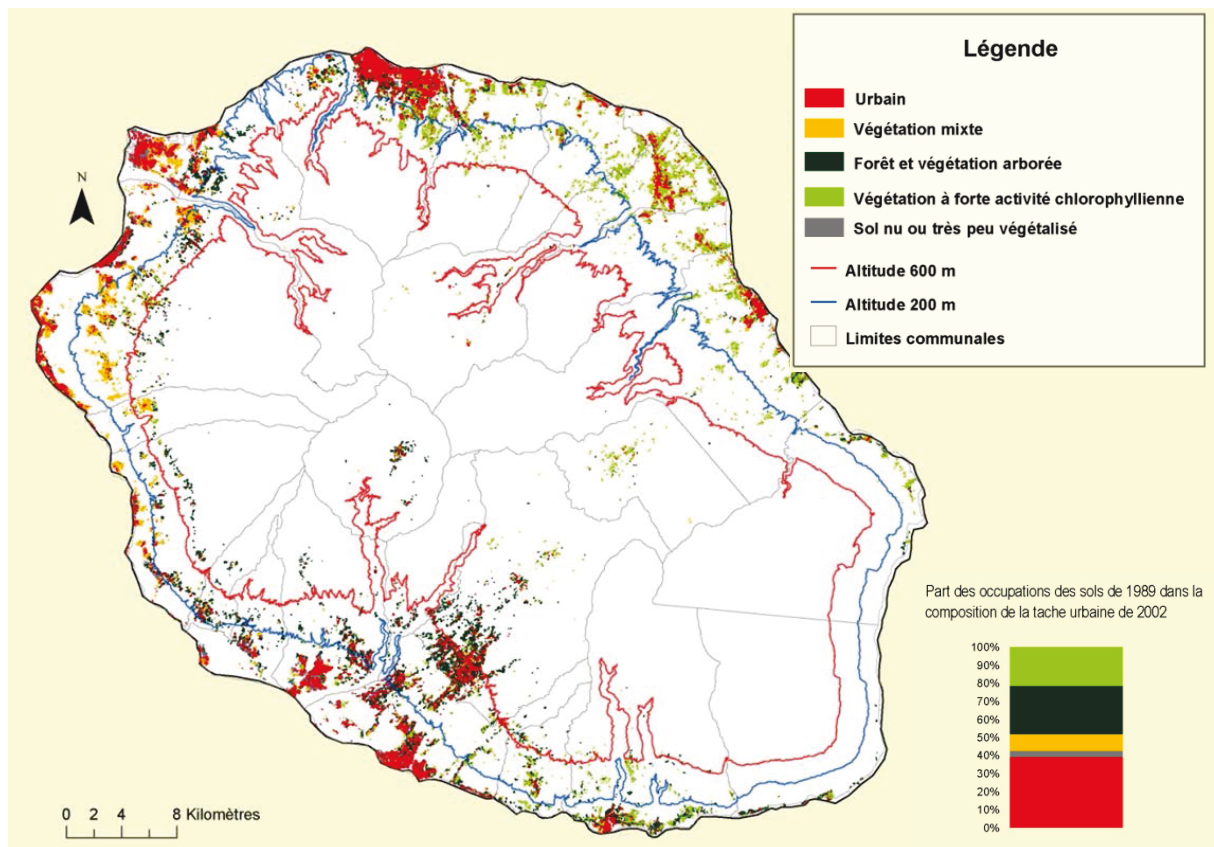 Légende
Urbain
Végétation mixte
Forêt et végétation arborée
Végétation à forte activité chlorophyllienne
Sol nu ou très peu végétalisé
Altitude 600 m
Altitude 200 m
Limites communales
N
Part des occupations des sols de 1989 dans la
composition de la tache urbaine de 2002
100%
90%
80%
70%
60%
50%
40%
30%
20%
10%
0%
0 2 4 8 Kilomètres